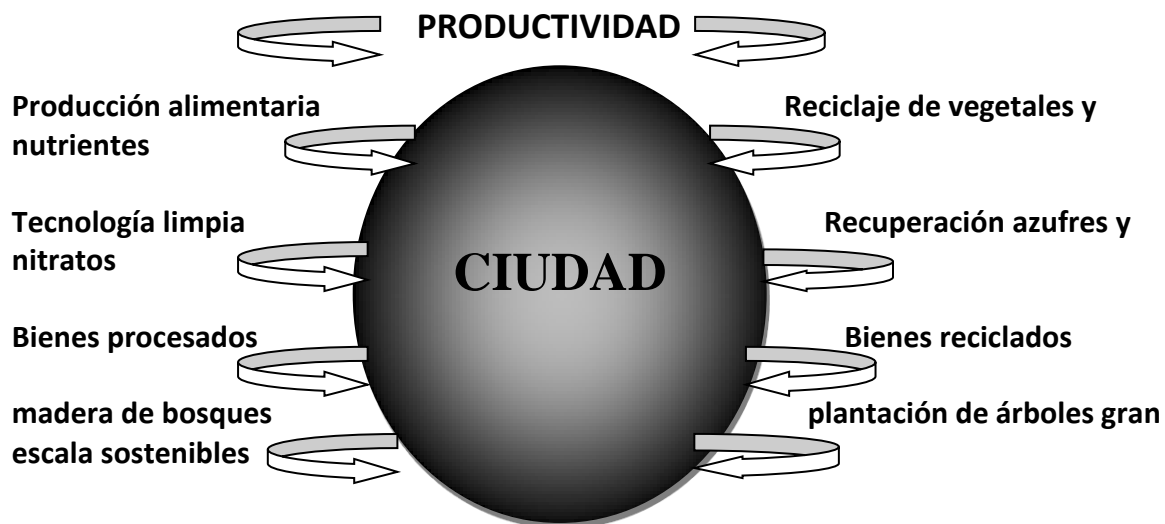 PRODUCTIVIDAD
Producción alimentaria Reciclaje de vegetales y
nutrientes
Tecnología limpia Recuperación azufres y
nitratos
CIUDAD
Bienes procesados Bienes reciclados
madera de bosques plantación de árboles gran
escala sostenibles